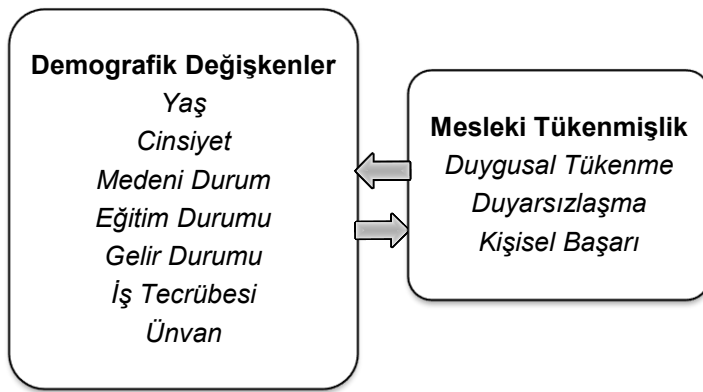 Demografik Değişkenler
Yaş
Cinsiyet
Medeni Durum
Eğitim Durumu
Gelir Durumu
İş Tecrübesi
Ünvan
Mesleki Tükenmişlik
Duygusal Tükenme
Duyarsızlaşma
Kişisel Başarı